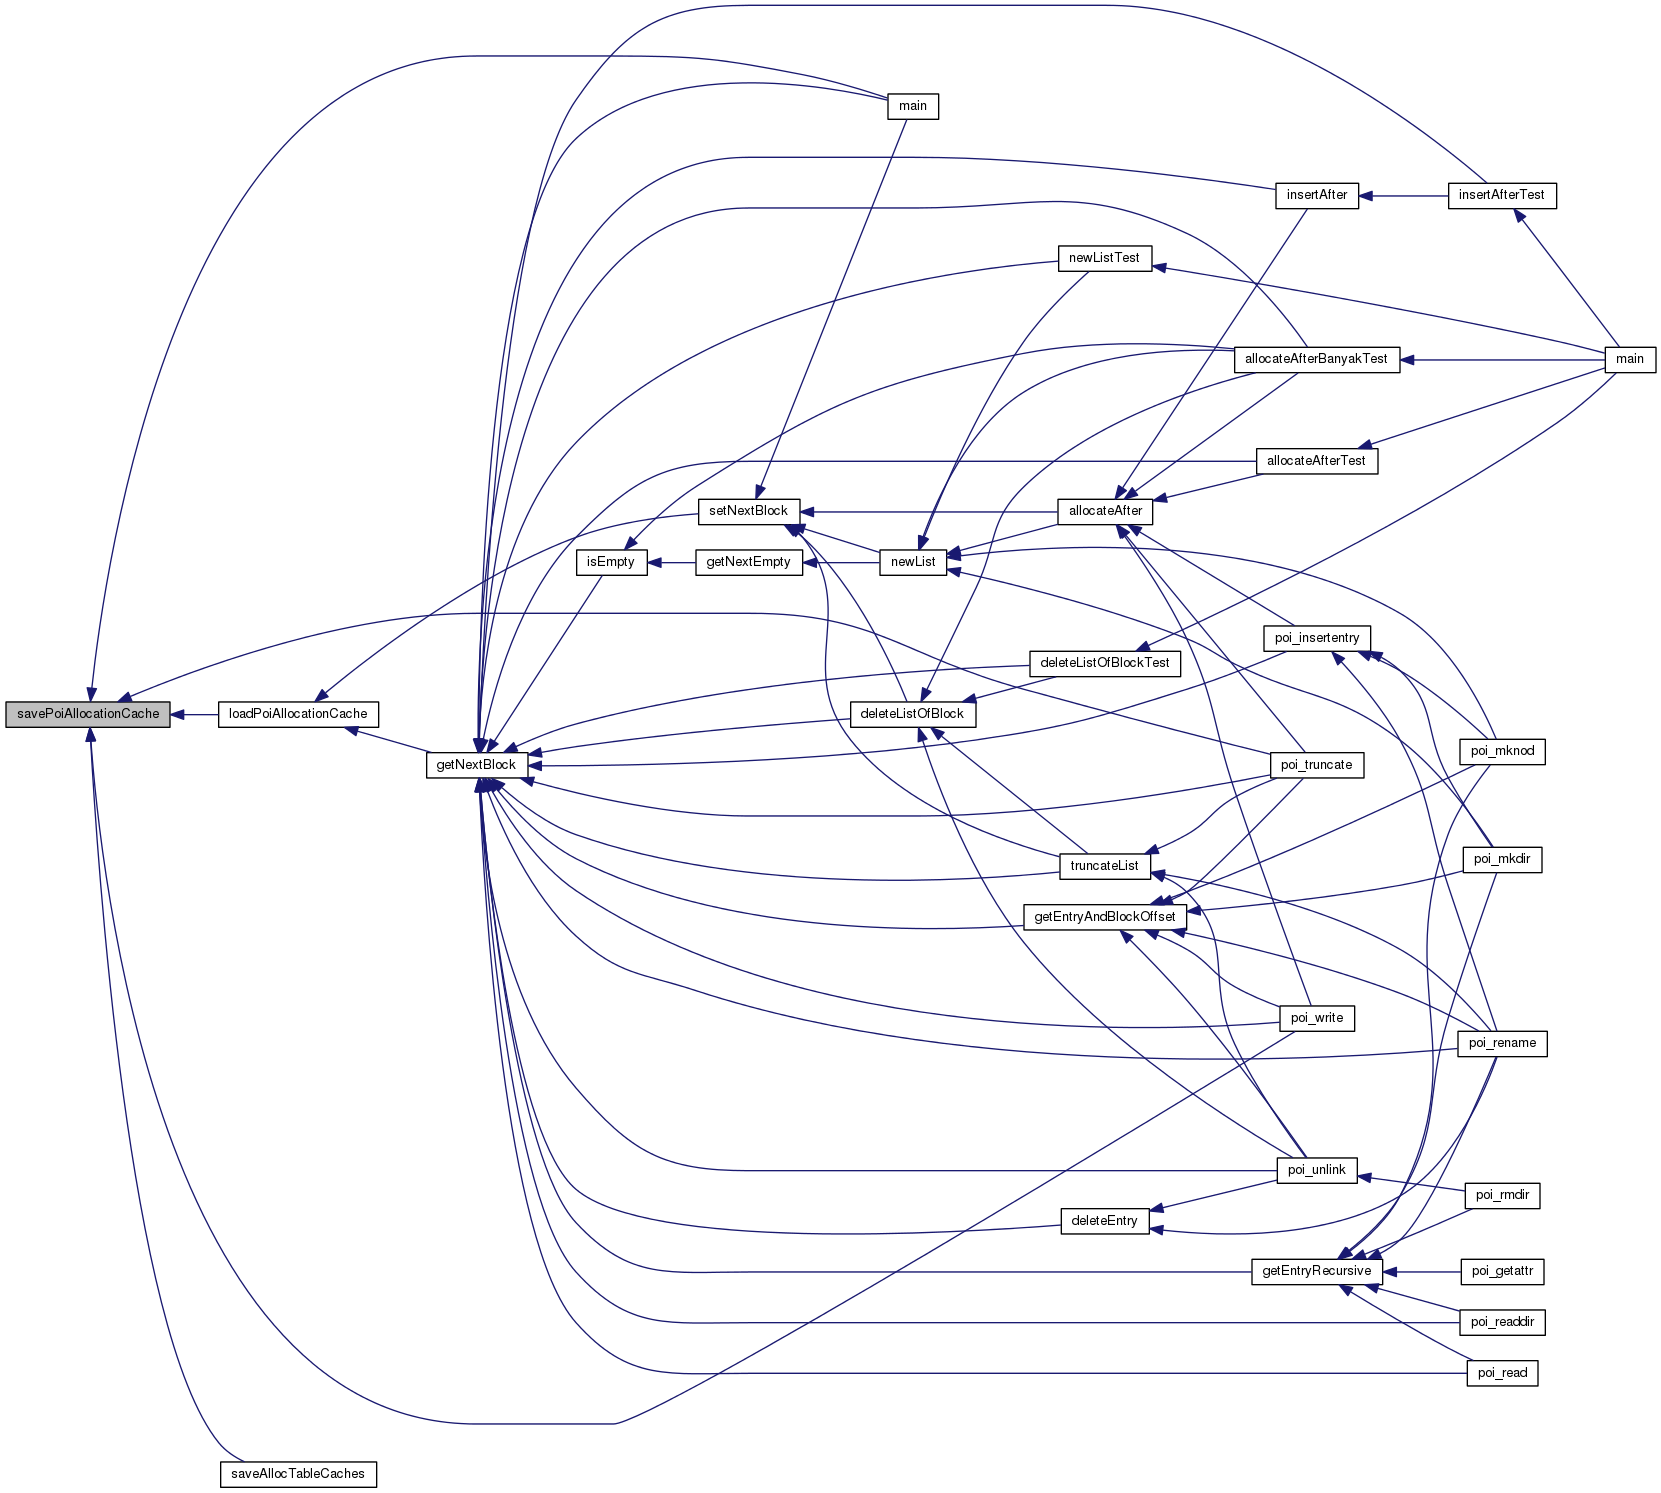 main
insertAfter
insertAfterTest
newListTest
allocateAfterBanyakTest
main
allocateAfterTest
setNextBlock
allocateAfter
isEmpty
getNextEmpty
newList
poi_insertentry
deleteListOfBlockTest
savePoiAllocationCache
loadPoiAllocationCache
deleteListOfBlock
getNextBlock
poi_truncate
poi_mknod
truncateList
poi_mkdir
getEntryAndBlockOffset
poi_write
poi_rename
poi_unlink
poi_rmdir
deleteEntry
getEntryRecursive
poi_getattr
poi_readdir
poi_read
saveAllocTableCaches